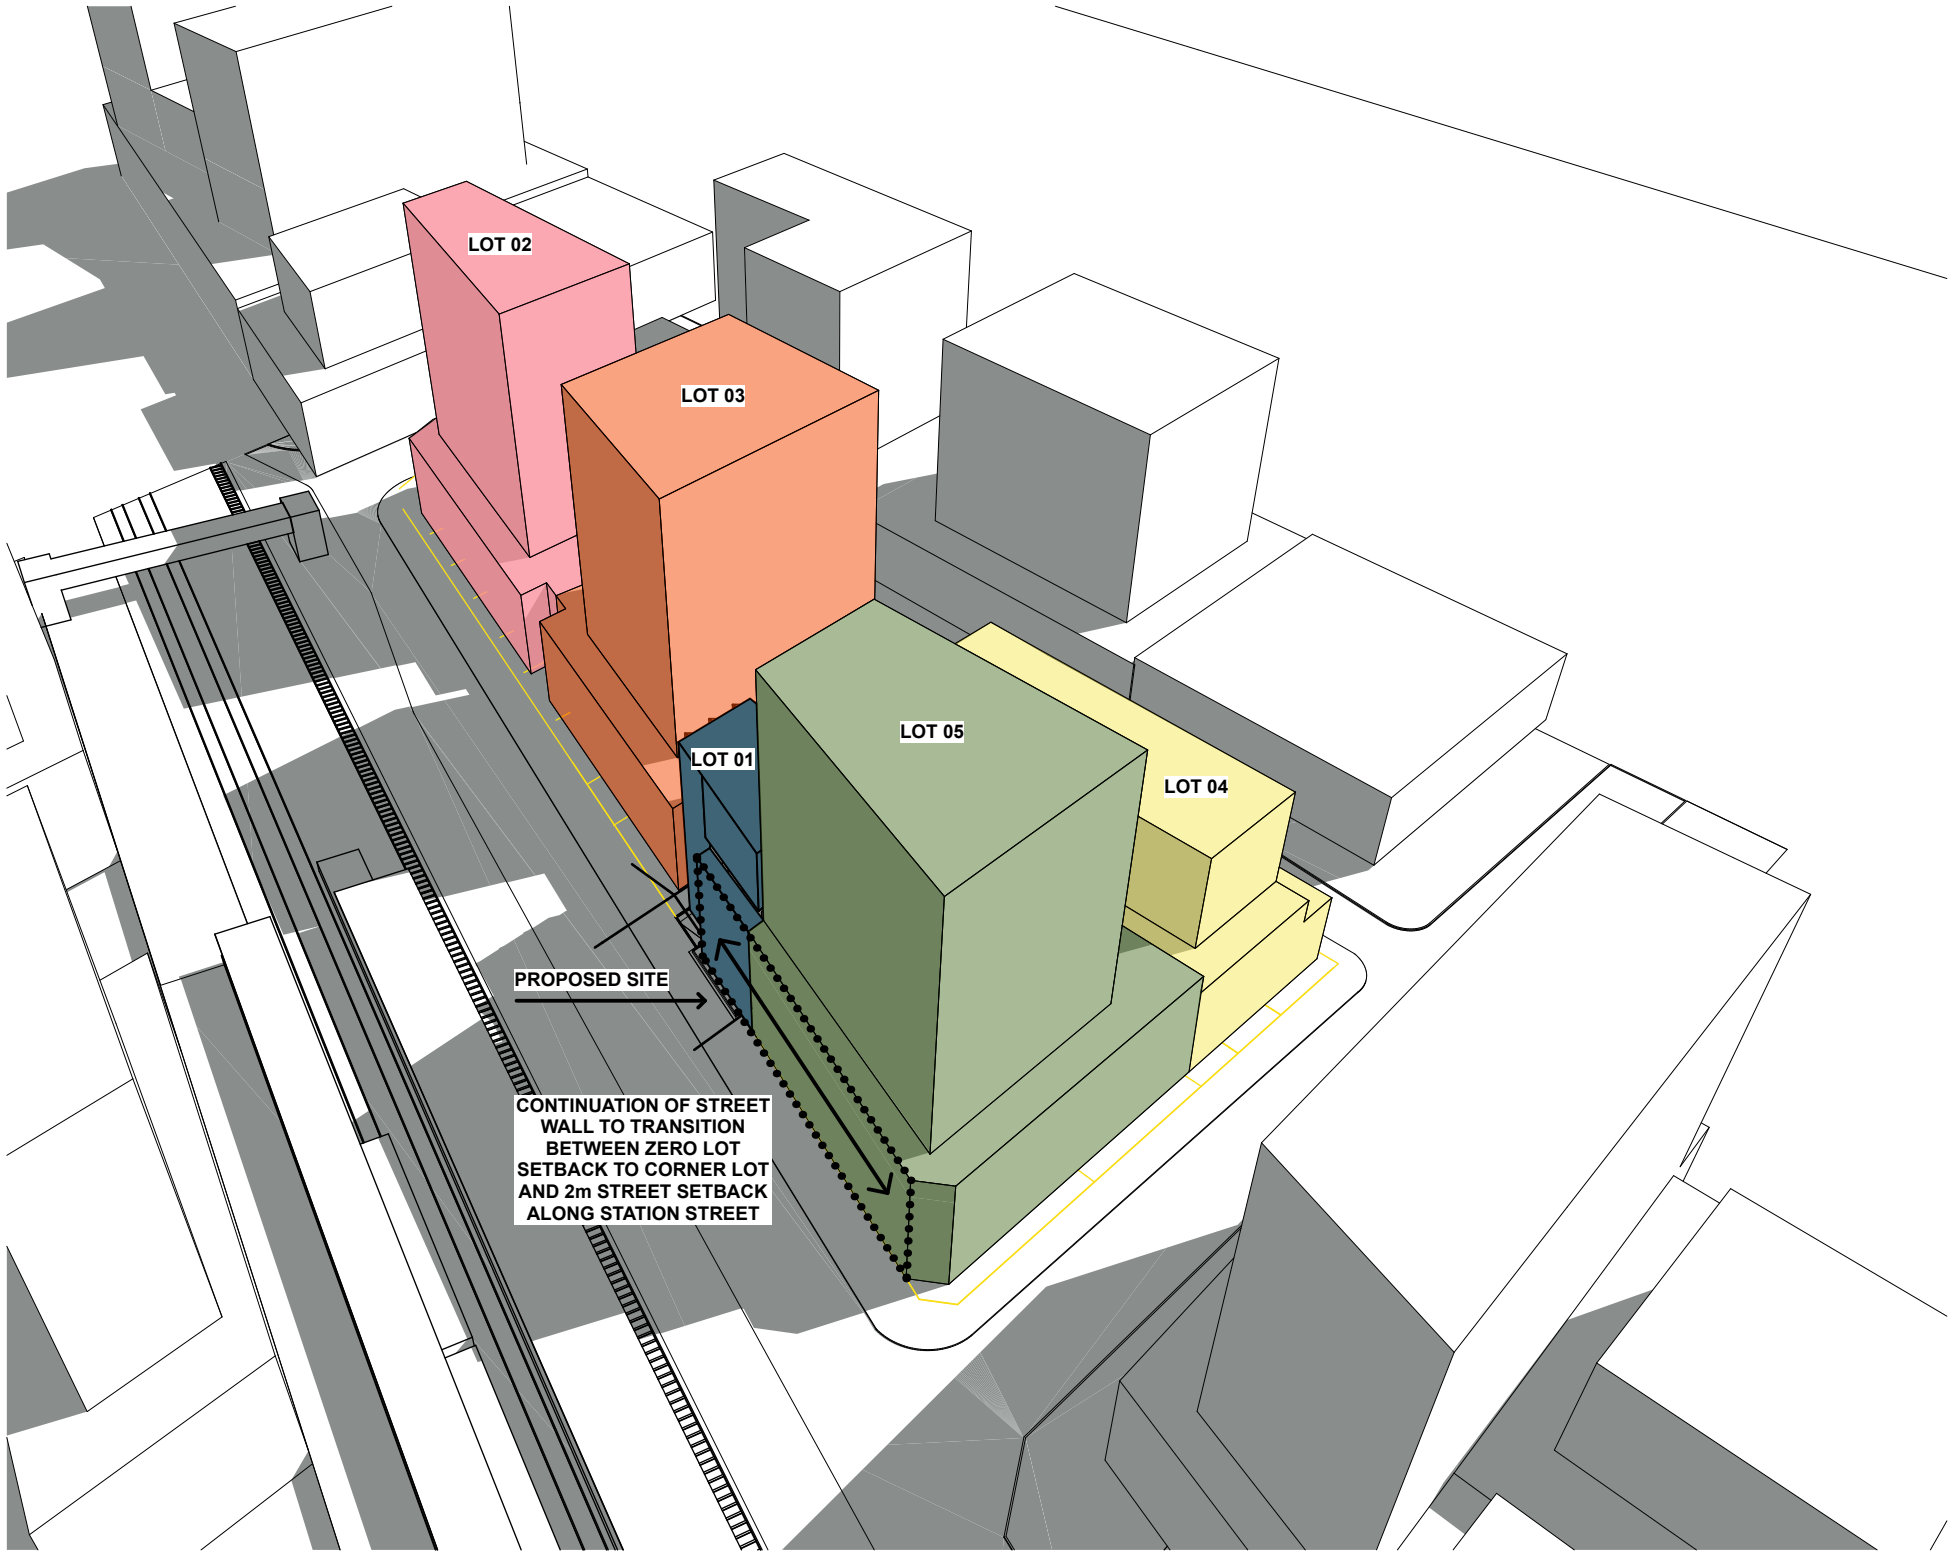 LOT 02
LOT 03
LOT 05
LOT 01
LOT 04
PROPOSED SITE
CONTINUATION OF STREET
WALL TO TRANSITION
BETWEEN ZERO LOT
SETBACK TO CORNER LOT
AND 2m STREET SETBACK
ALONG STATION STREET